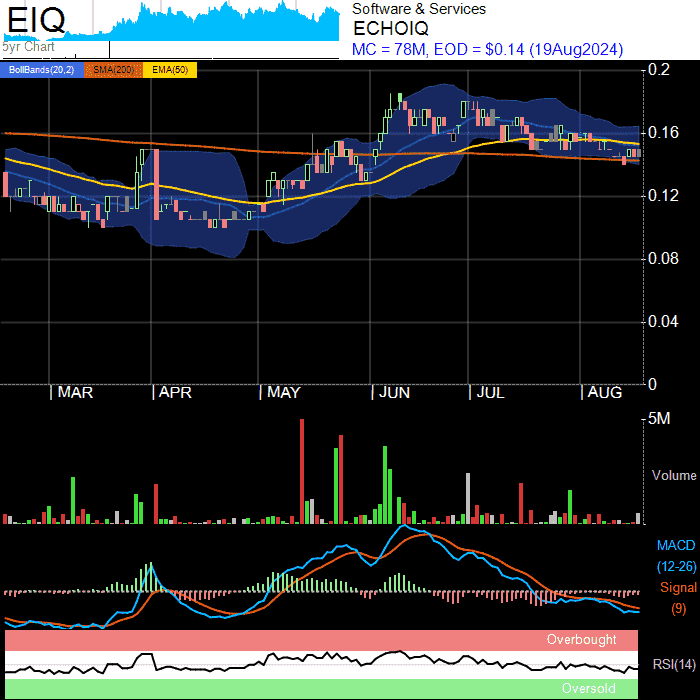 EIQ
5yr Chart
Software & Services
ECHOIQ
MC = 78M, EOD = $0.14 (19Aug2024)
BollBands(20,2) SMA(200) EMA(50)
0.2
0.16
0.12
0.08
0.04
0
MAR APR MAY JUN JUL AUG
5M
Volume
MACD
(12-26)
Signal
(9)
Overbought
RSI(14)
Oversold